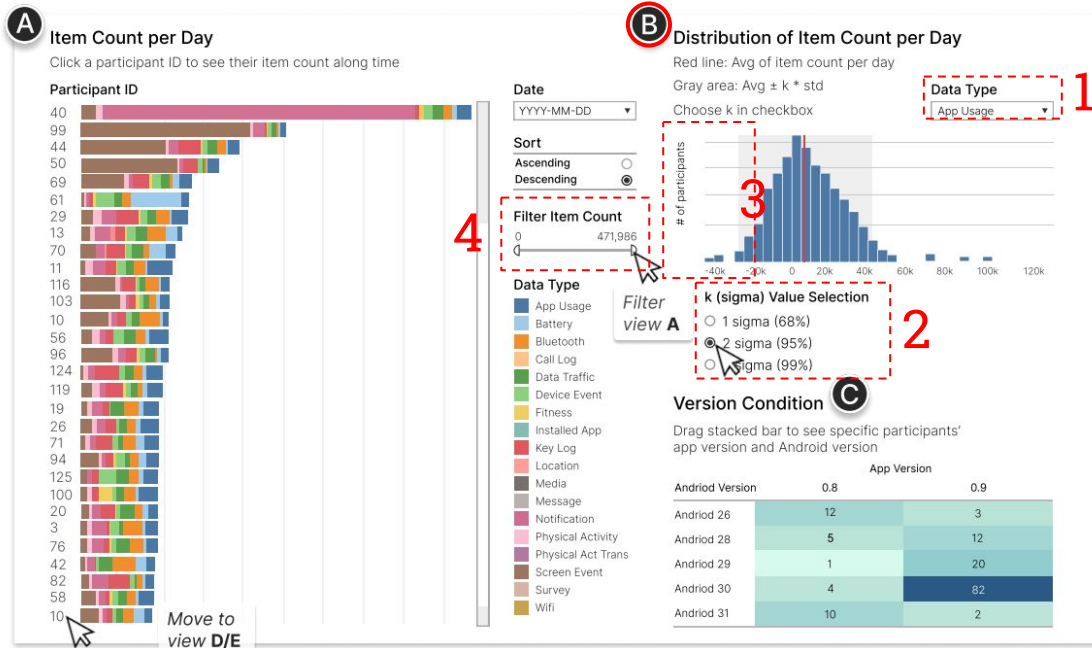 A
Item Count per Day
Click a participant ID to see their item count along time
Participant ID
40
99
44
50
69
61
29
13
70
11
116
103
10
56
96
124
119
19
26
71
94
125
100
20
3
76
42
82
58
10
Move to
view D/E
Date
YYYY-MM-DD
Sort
Ascending
Descending
4
Filter Item Count
0 471,986
Filter
view A
Data Type
App Usage
Battery
Bluetooth
Call Log
Data Traffic
Device Event
Fitness
Installed App
Key Log
Location
Media
Message
Notification
Physical Activity
Physical Act Trans
Screen Event
Survey
Wifi
B
Distribution of Item Count per Day
Red line: Avg of item count per day
Gray area: Avg ± k * std
Choose k in checkbox
Data Type
App Usage
1
# of participants
3
-40k -20k 0 20k 40k 60k 80k 100k 120k
k (sigma) Value Selection
1 sigma (68%)
2 sigma (95%)
sigma (99%)
2
C
Version Condition
Drag stacked bar to see specific participants'
app version and Android version
App Version
Andriod Version 0.8 0.9
Andriod 26 12 3
Andriod 28 5 12
Andriod 29 1 20
Andriod 30 4 82
Andriod 31 10 2